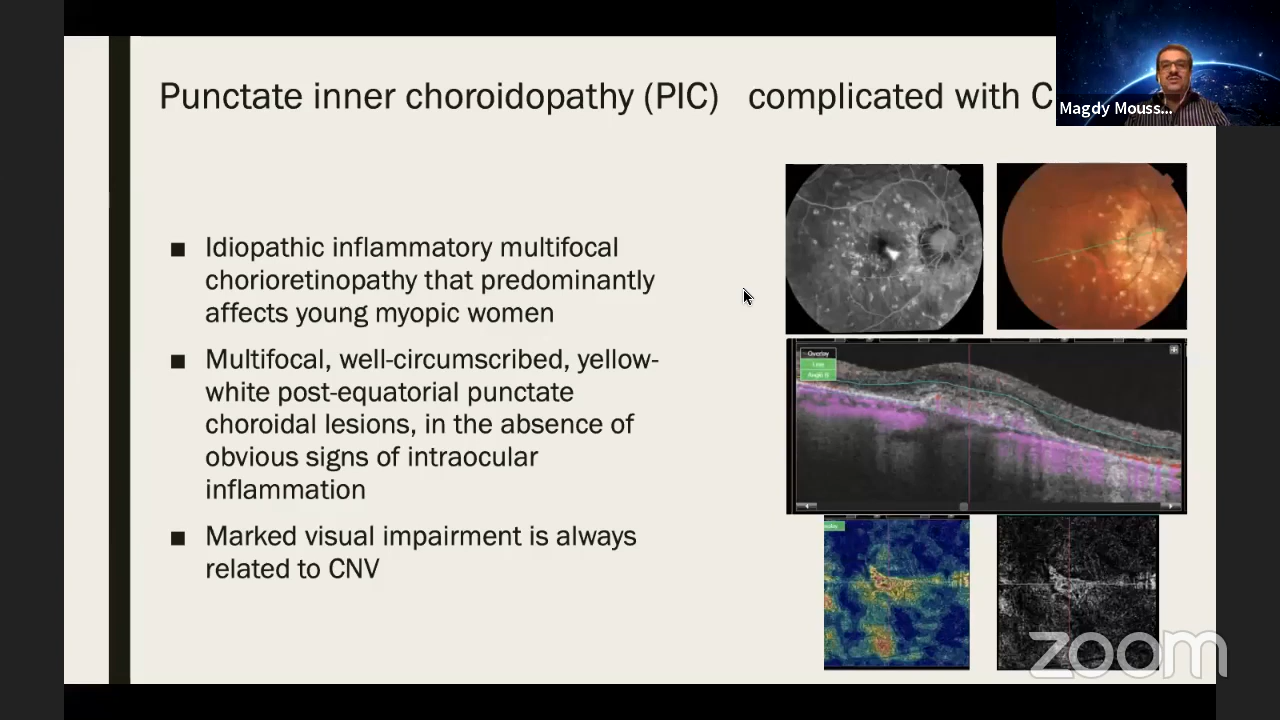 Punctate inner choroidopathy (PIC) complicated with C
Magdy Mouss...
■ Idiopathic inflammatory multifocal
chorioretinopathy that predominantly
affects young myopic women
■ Multifocal, well-circumscribed, yellow-
white post-equatorial punctate
choroidal lesions, in the absence of
obvious signs of intraocular
inflammation
■ Marked visual impairment is always
related to CNV
Overlay
zoom